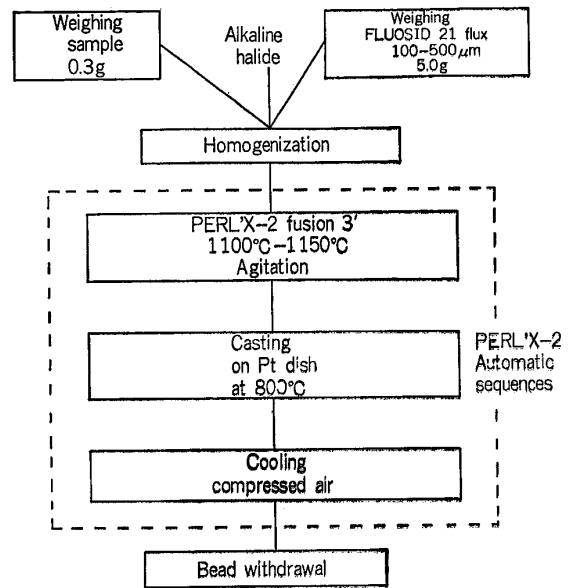 Weighing
sample
0.3g
Alkaline
halide
Weighing
FLUOSID 21 flux
100-500μm
5.0g
Homogenization
PERL'X-2 fusion 3′
1100°C-1150°C
Agitation
Casting
on Pt dish
at 800°C
PERL'X-2
Automatic
sequences
Cooling
compressed air
Bead withdrawal